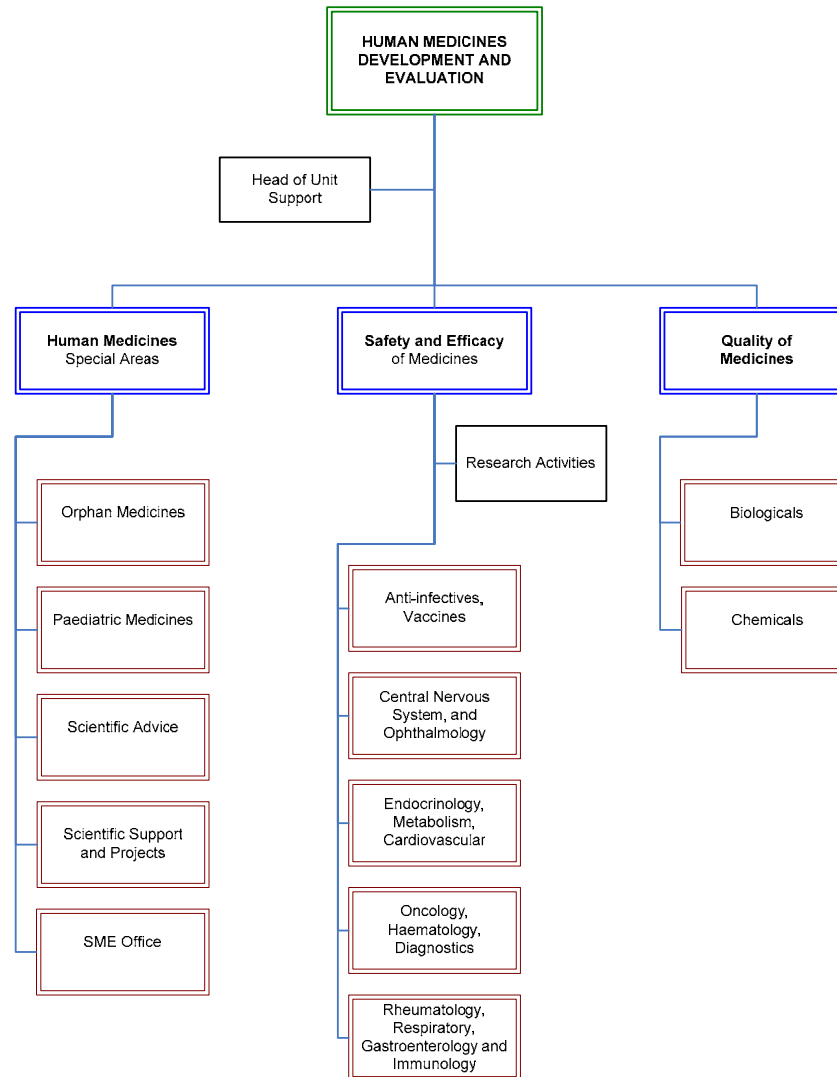 HUMAN MEDICINES
DEVELOPMENT AND
EVALUATION
Head of Unit
Support
Human Medicines
Special Areas
Orphan Medicines
Paediatric Medicines
Scientific Advice
Scientific Support
and Projects
SME Office
Safety and Efficacy
of Medicines
Research Activities
Anti-infectives,
Vaccines
Central Nervous
System, and
Ophthalmology
Endocrinology,
Metabolism,
Cardiovascular
Oncology,
Haematology,
Diagnostics
Rheumatology,
Respiratory,
Gastroenterology and
Immunology
Quality of
Medicines
Biologicals
Chemicals